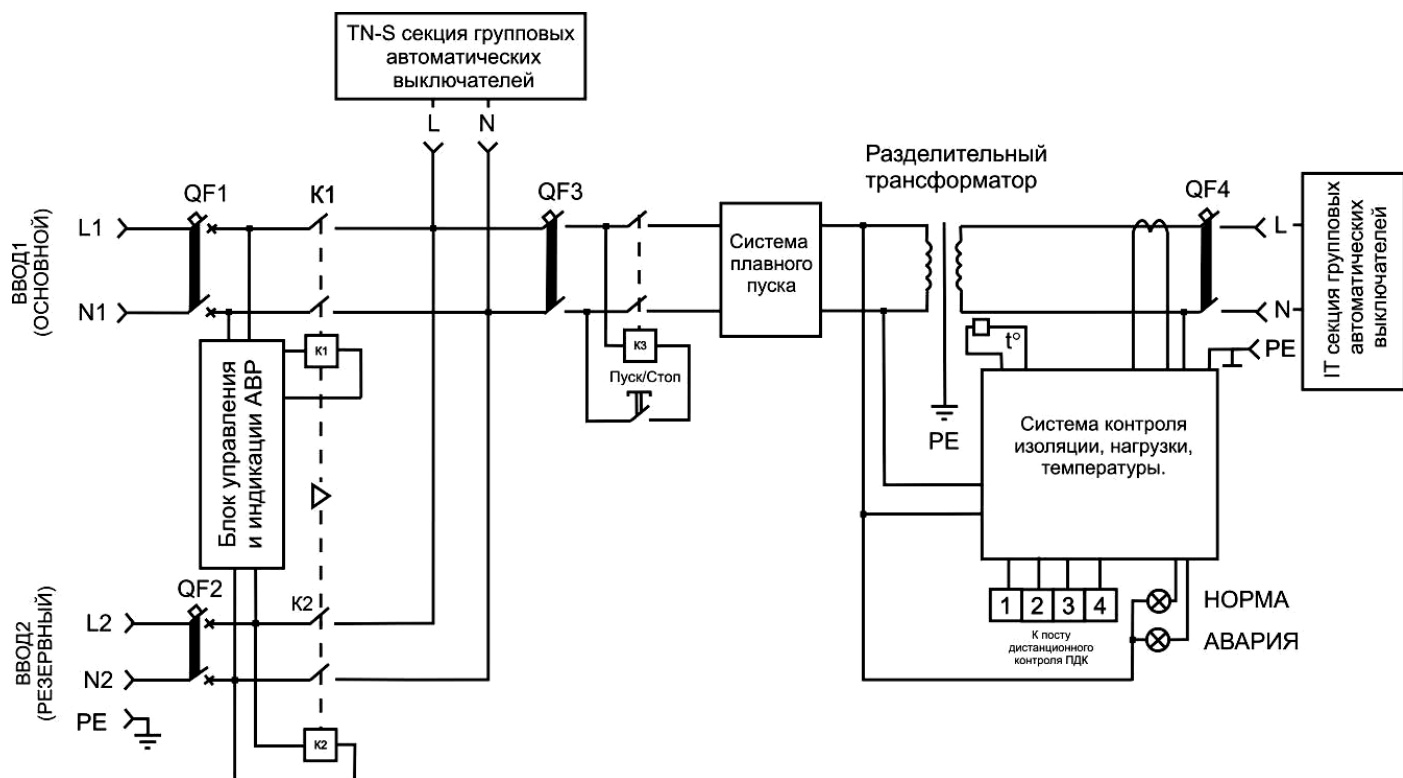 TN-S секция групповых
автоматических
выключателей
L
N
Разделительный
трансформатор
QF1
К1
QF3
QF4
ВВОД1
(ОСНОВНОЙ)
L1
N1
Система
плавного
пуска
L
N
PE
IT секция групповых
автоматических
выключателей
К1
К3
Пуск/Стоп
t°
PE
Блок управления
и индикации АВР
Система контроля
изоляции, нагрузки,
температуры.
QF2
К2
ВВОД2
(РЕЗЕРВНЫЙ)
L2
N2
PE
К2
1 2 3 4
К посту
дистанционного
контроля ПДК
НОРМА
АВАРИЯ